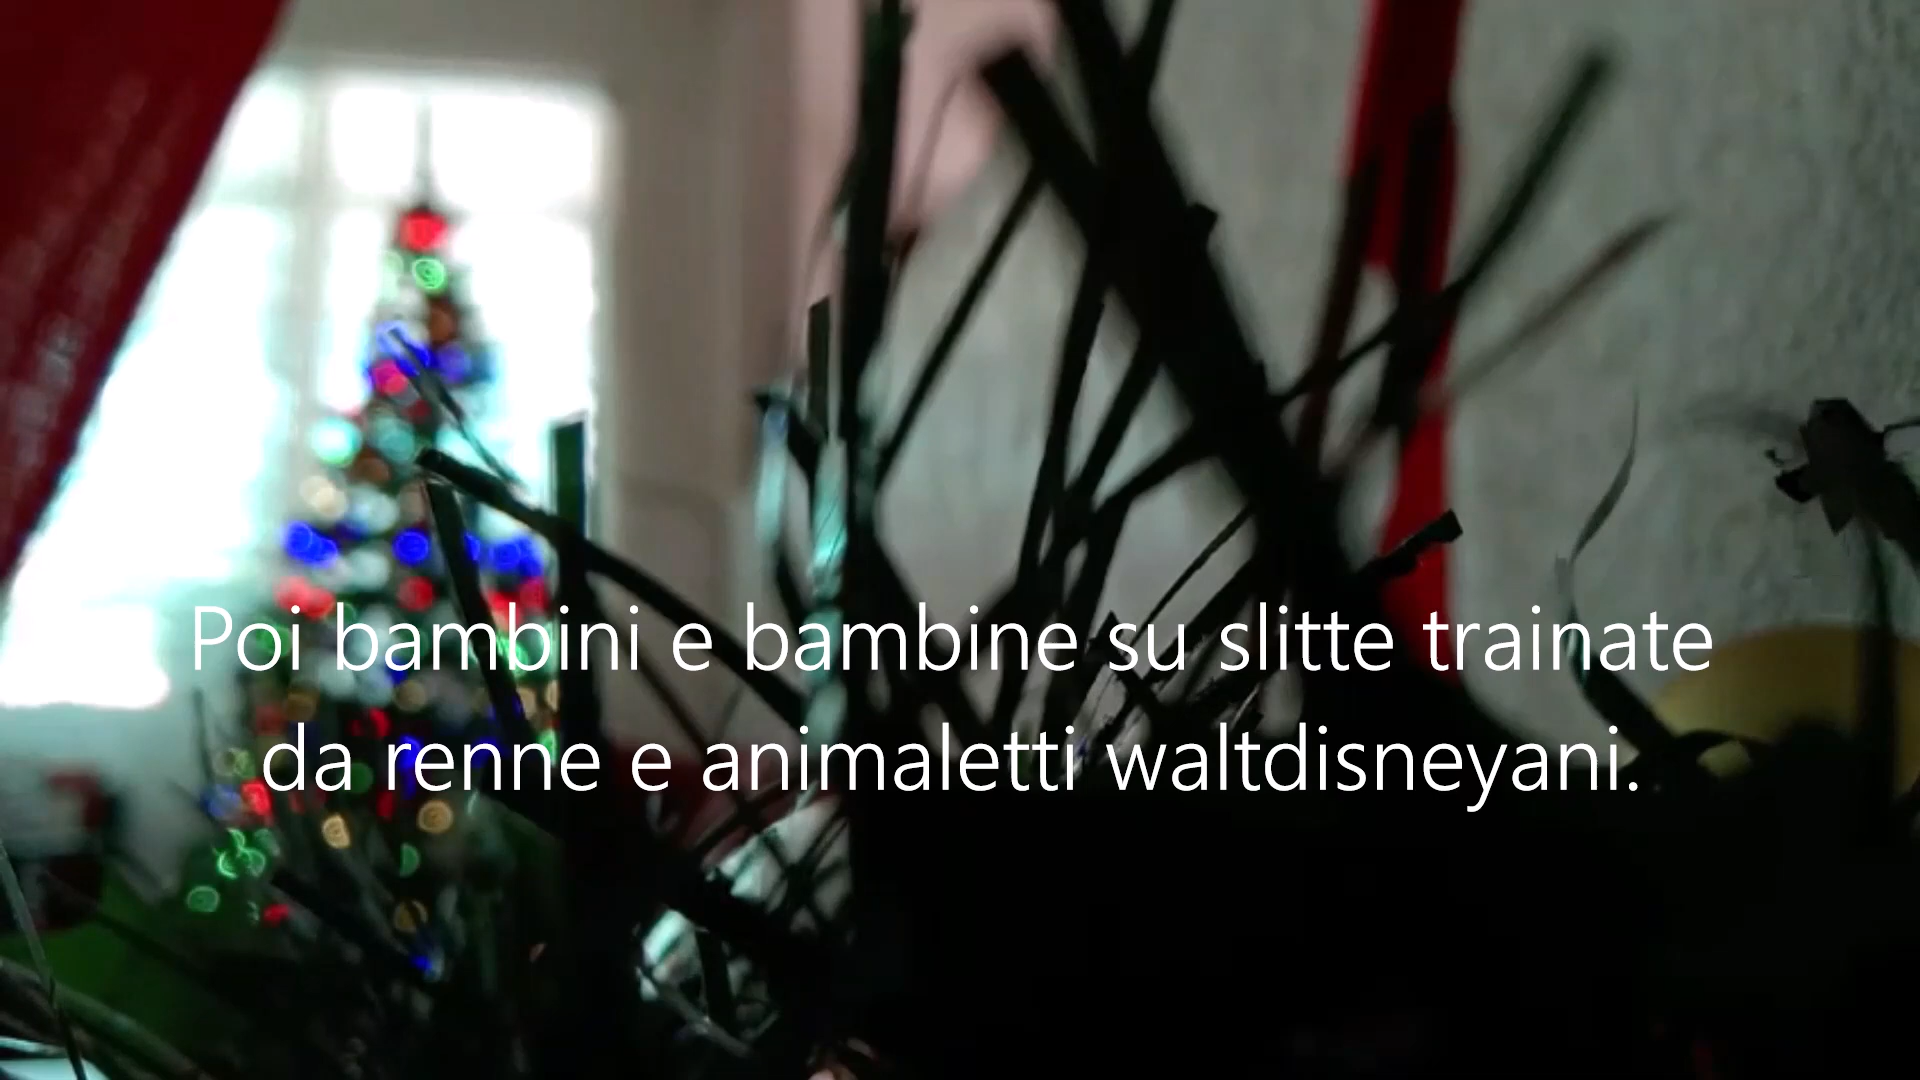 Poi bambini e bambine su slitte trainate
da renne e animaletti waltdisneyani.